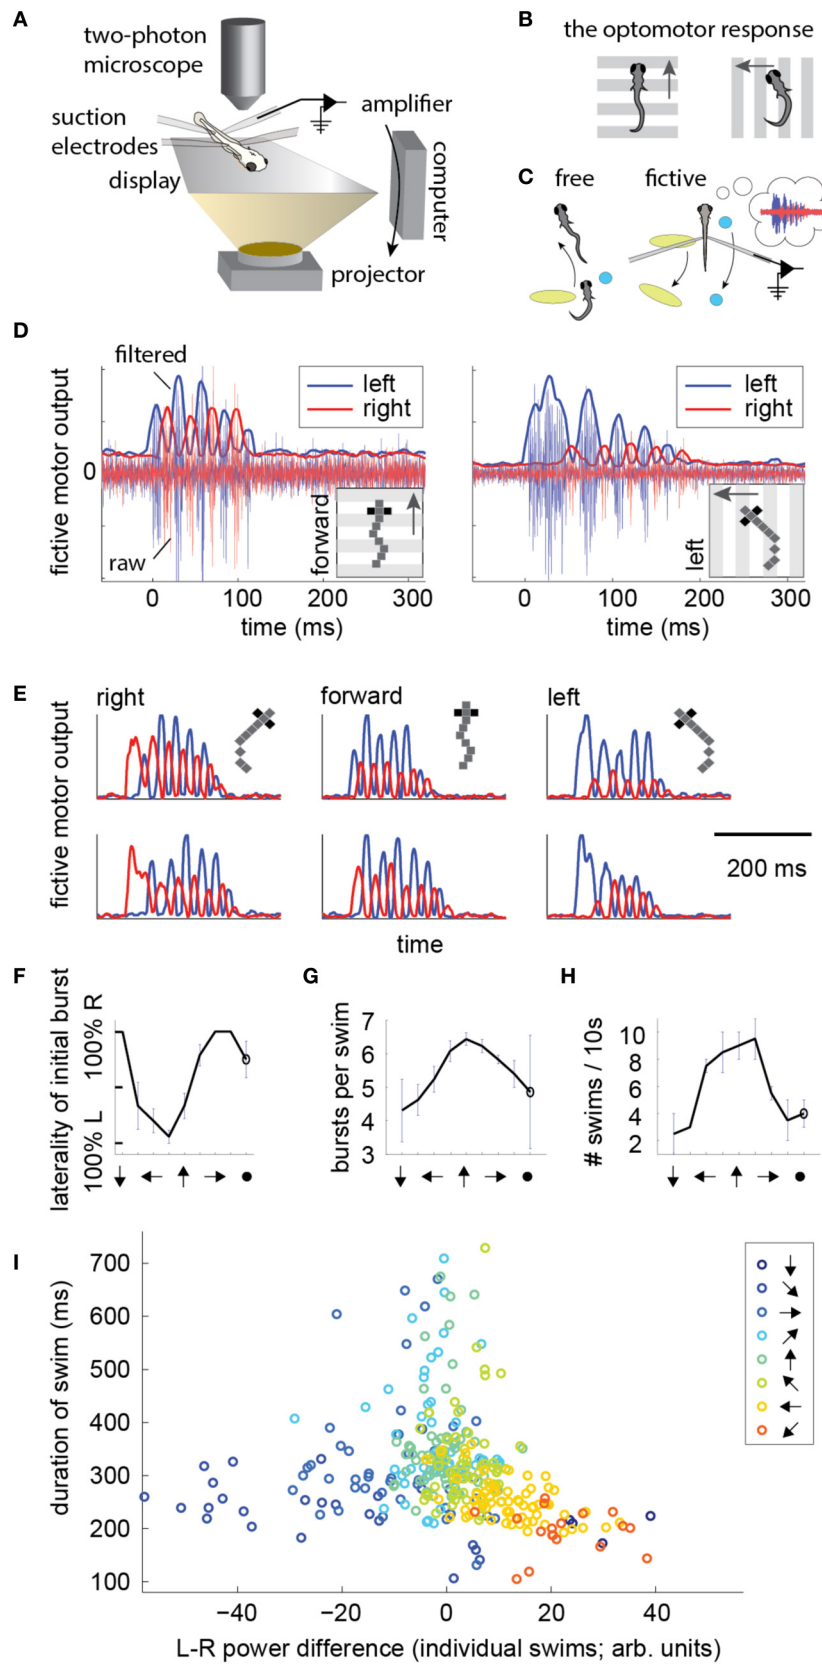 A
two-photon
microscope
suction
electrodes
amplifier
display
computer
projector
B
the optomotor response
C
free
fictive
D
fictive motor output
filtered
left
right
0
raw
forward
0
100
200
300
time (ms)
left
right
left
0
100
200
300
time (ms)
E
right
forward
left
fictive motor output
fictive motor output
200 ms
time
F
laterality of initial burst
100% L
100% R
G
bursts per swim
7
6
5
4
3
H
# swims / 10s
10
8
6
4
2
I
duration of swim (ms)
700
600
500
400
300
200
100
−40
−20
0
20
40
L-R power difference (individual swims; arb. units)